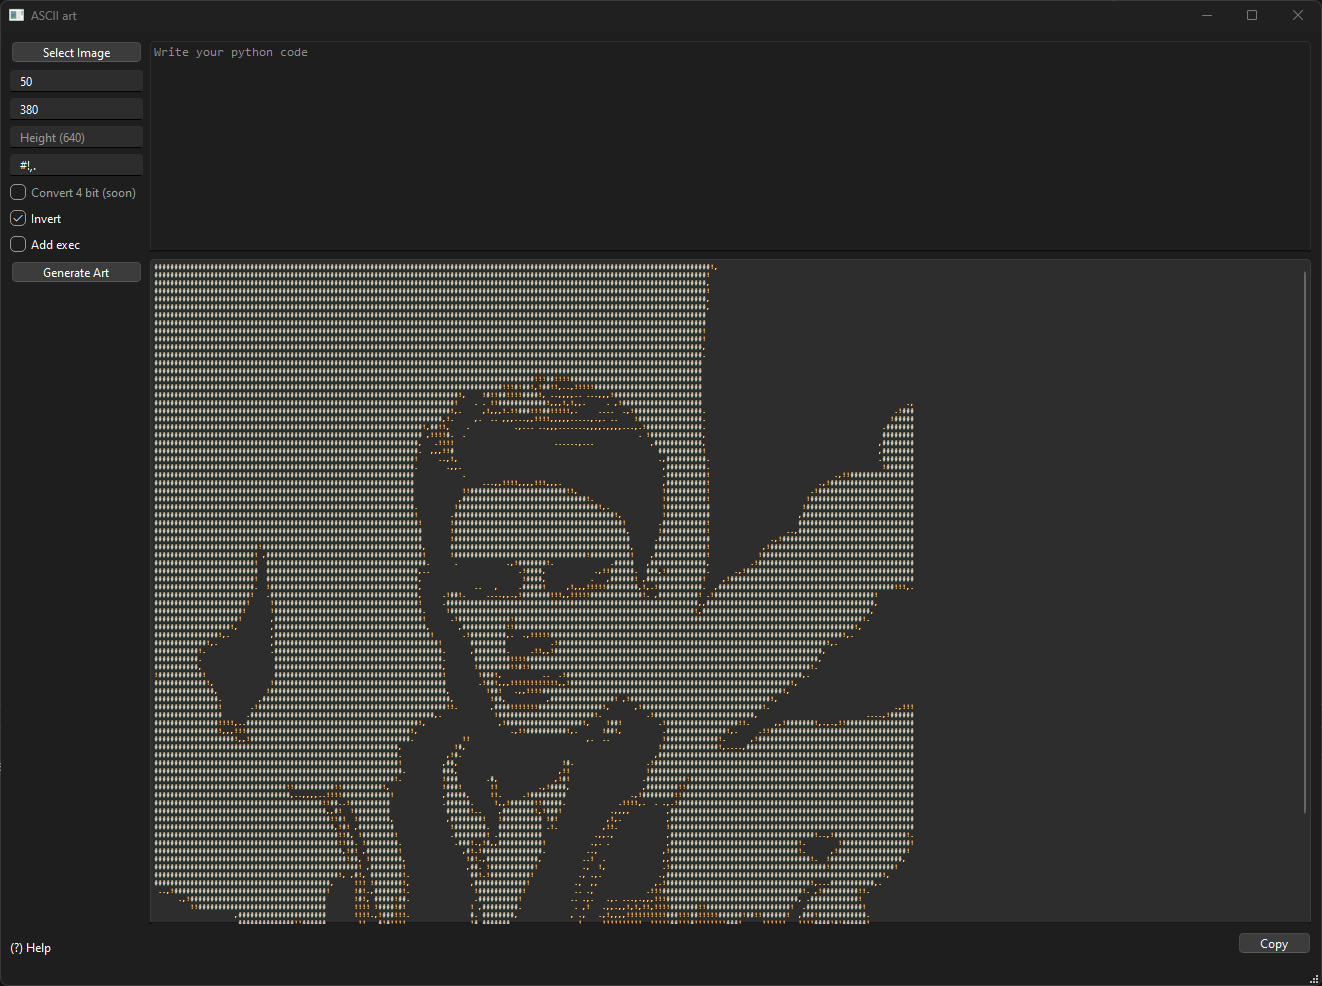 ASCII art
Select Image
Write your python code
50
380
Height (640)
#!,.
Convert 4 bit (soon)
Invert
Add exec
Generate Art
(?) Help
Copy